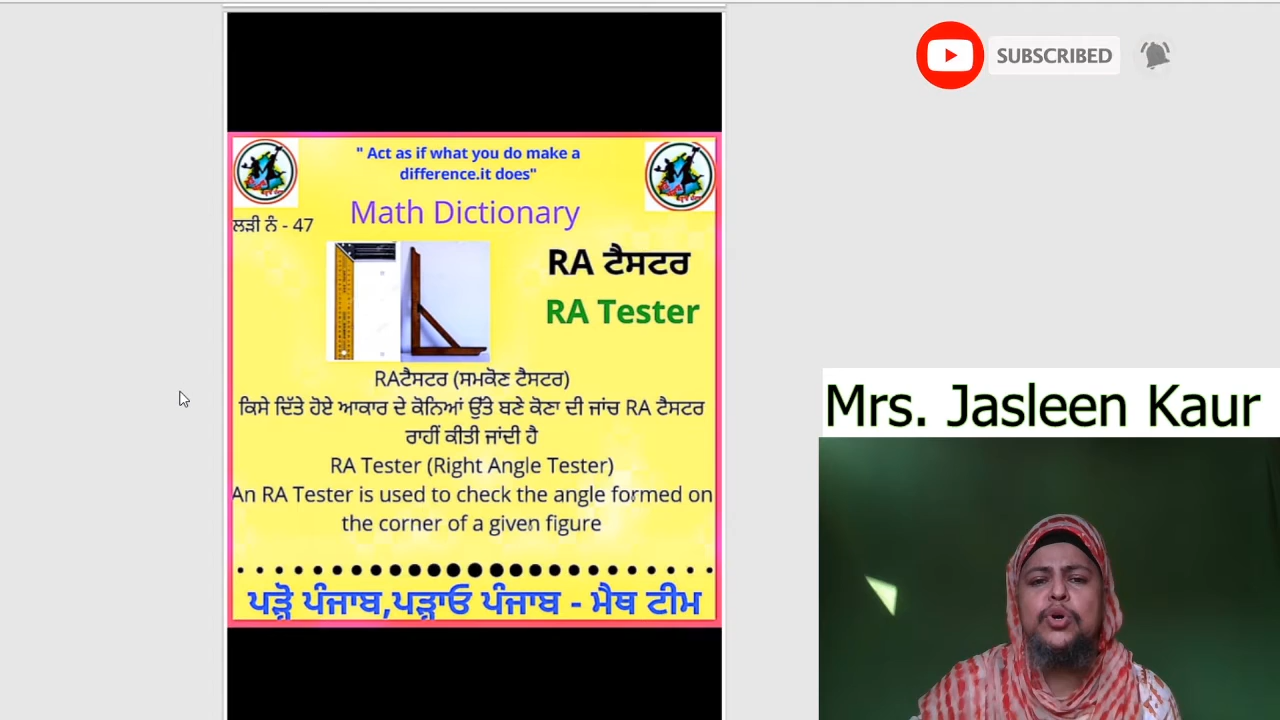 SUBSCRIBED
" Act as if what you do make a
difference.it does"
Math Dictionary
ਲੜੀ ਨੰ - 47
RA ਟੈਸਟਰ
RA Tester
RAਟੈਸਟਰ (ਸਮਕੋਣ ਟੈਸਟਰ)
ਕਿਸੇ ਦਿੱਤੇ ਹੋਏ ਆਕਾਰ ਦੇ ਕੋਨਿਆਂ ਉੱਤੇ ਬਣੇ ਕੋਣਾ ਦੀ ਜਾਂਚ RA ਟੈਸਟਰ
ਰਾਹੀਂ ਕੀਤੀ ਜਾਂਦੀ ਹੈ
RA Tester (Right Angle Tester)
An RA Tester is used to check the angle formed on
the corner of a given figure
ਪੜ੍ਹੋ ਪੰਜਾਬ,ਪੜ੍ਹਾਓ ਪੰਜਾਬ - ਮੈਥ ਟੀਮ
Mrs. Jasleen Kaur